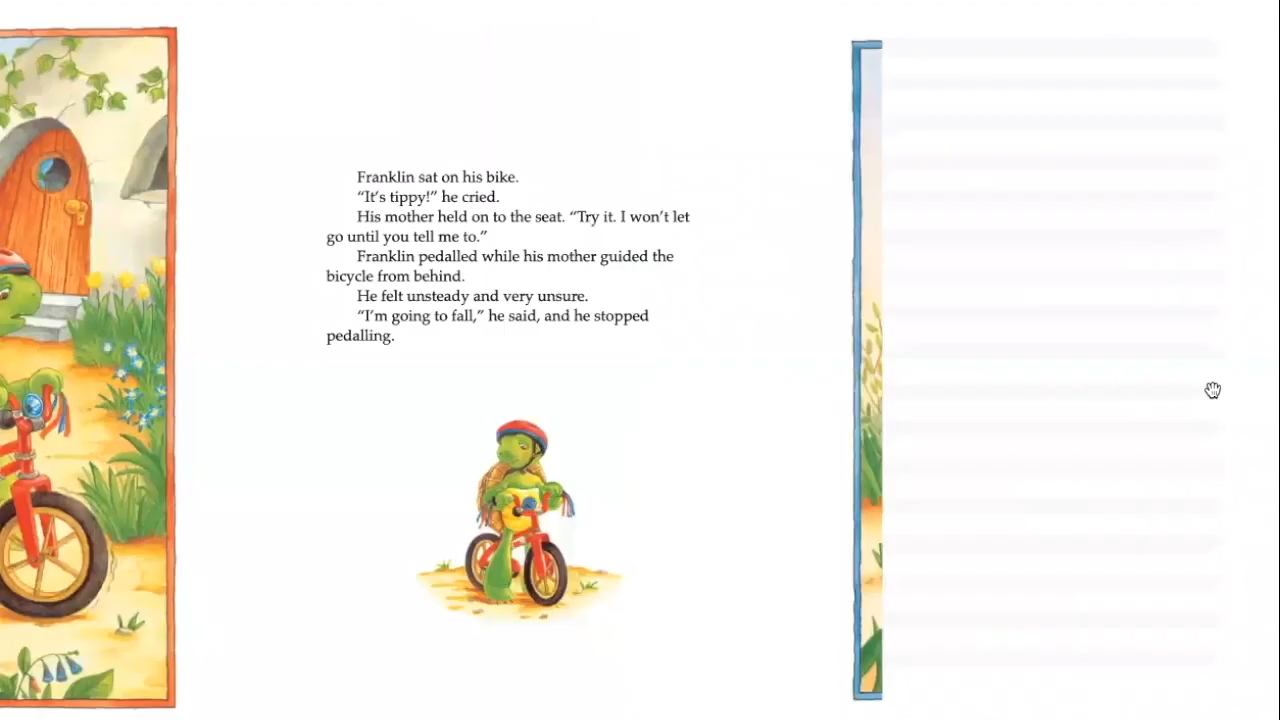 Franklin sat on his bike.
“It’s tippy!” he cried.
His mother held on to the seat. “Try it. I won’t let
go until you tell me to.”
Franklin pedalled while his mother guided the
bicycle from behind.
He felt unsteady and very unsure.
“I’m going to fall,” he said, and he stopped
pedalling.